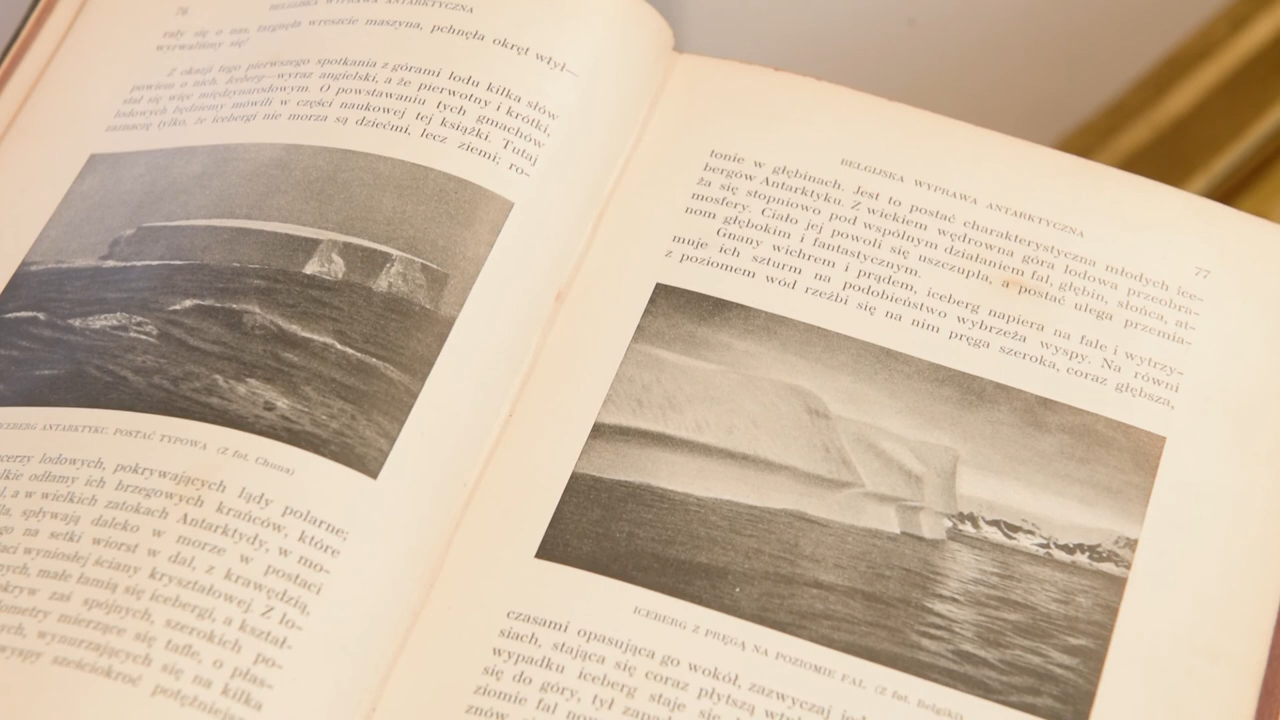 76
BELGIJSKA WYPRAWA ANTARKTYCZNA
rały się o nas, targnęła wreszcie maszyna, pchnęła okręt wtył—
wyrwaliśmy się!
Z okazji tego pierwszego spotkania z górami lodu kilka słów
powiem o nich. Iceberg—wyraz angielski, a że pierwotny i krótki,
stał się więc międzynarodowym. O powstawaniu tych gmachów
lodowych będziemy mówili w części naukowej tej książki. Tutaj
zaznaczę tylko, że icebergi nie morza są dziećmi, lecz ziemi; ro-
ICEBERG ANTARKTYKU. POSTAĆ TYPOWA (Z fot. Chuna)
lodowych, pokrywających lądy polarne;
odłamy ich brzegowych krańców, które
a w wielkich zatokach Antarktydy, w mo-
spływają daleko w morze w postaci
na setki wiorst w dal, z krawędzią,
wyniosłej ściany kryształowej. Z lo-
małe łamią się icebergi, a kształ-
zaś spójnych, szerokich po-
mierzące się tafle, o płas-
wynurzających się na kilka
wyspy sześciokroć
77
BELGIJSKA WYPRAWA ANTARKTYCZNA
tonie w głębinach. Jest to postać charakterystyczna młodych ice-
bergów Antarktyku. Z wiekiem wędrowna góra lodowa przeobra-
ża się stopniowo pod wspólnym działaniem fal, głębin, słońca, at-
mosfery. Ciało jej powoli się uszczupla, a postać ulega przemia-
nom głębokim i fantastycznym.
Gnany wichrem i prądem, iceberg napiera na fale i wytrzy-
muje ich szturm na podobieństwo wybrzeża wyspy. Na równi
z poziomem wód rzeźbi się na nim pręga szeroka, coraz głębsza,
ICEBERG Z PRĘGĄ NA POZIOMIE FAL. (Z fot. Belgiki)
czasami opasująca go wokół, zazwyczaj
siach, stająca się coraz płytszą
wypadku iceberg staje się
się do góry, tył
ziomie fal
znów